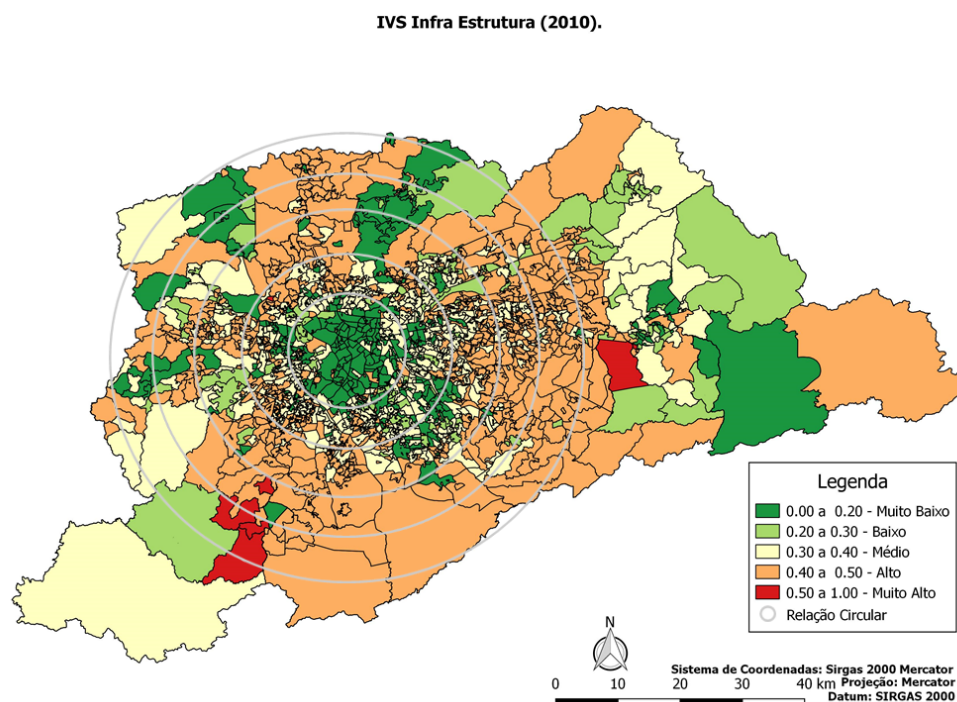 IVS Infra Estrutura (2010).
Legenda
0.00 a 0.20 - Muito Baixo
0.20 a 0.30 - Baixo
0.30 a 0.40 - Médio
0.40 a 0.50 - Alto
0.50 a 1.00 - Muito Alto
Relação Circular
N
Sistema de Coordenadas: Sirgas 2000 Mercator
Projeção: Mercator
Datum: SIRGAS 2000
0 10 20 30 40 km